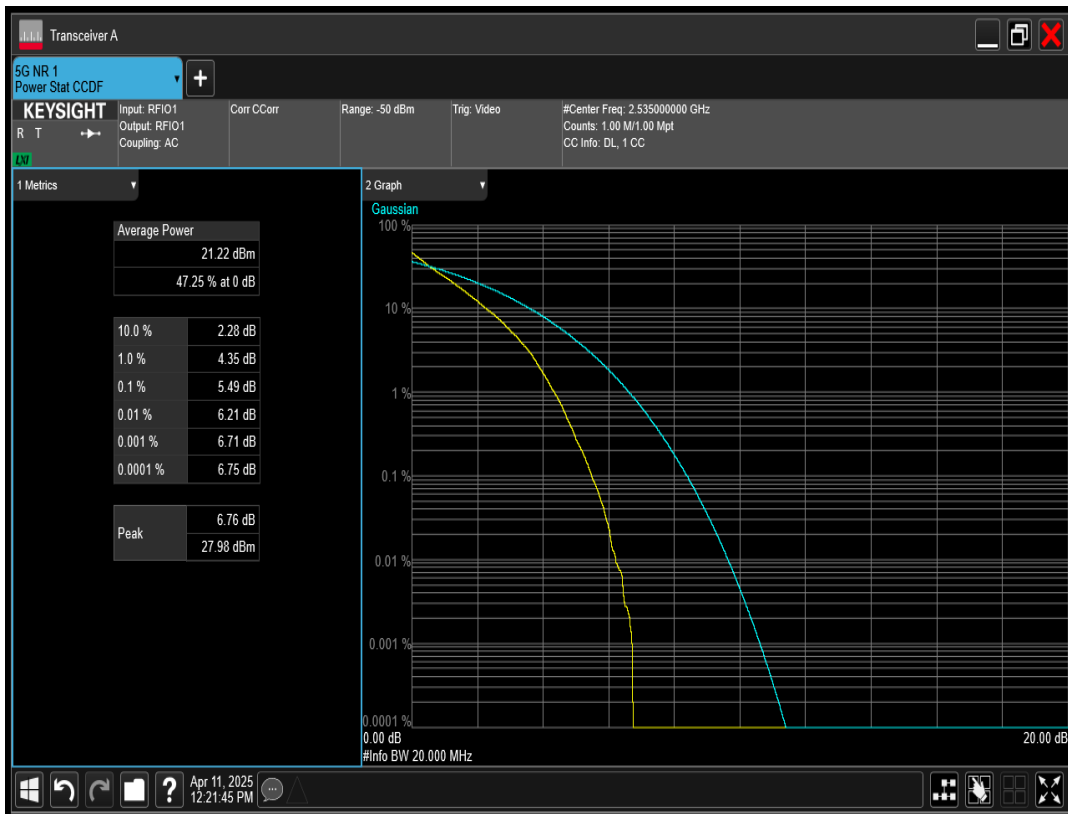 Transceiver A
5G NR 1
Power Stat CCDF
+
KEYSIGHT
R T
LXI
Input: RFIO1
Output: RFIO1
Coupling: AC
Corr CCorr
Range: -50 dBm
Trig: Video
#Center Freq: 2.535000000 GHz
Counts: 1.00 M/1.00 Mpt
CC Info: DL, 1 CC
1 Metrics
Average Power
21.22 dBm
47.25 % at 0 dB
10.0 % 2.28 dB
1.0 % 4.35 dB
0.1 % 5.49 dB
0.01 % 6.21 dB
0.001 % 6.71 dB
0.0001 % 6.75 dB
Peak 6.76 dB
27.98 dBm
2 Graph
Gaussian
100 %
10 %
1 %
0.1 %
0.01 %
0.001 %
0.0001 %
0.00 dB 20.00 dB
#Info BW 20.000 MHz
?
Apr 11, 2025
12:21:45 PM